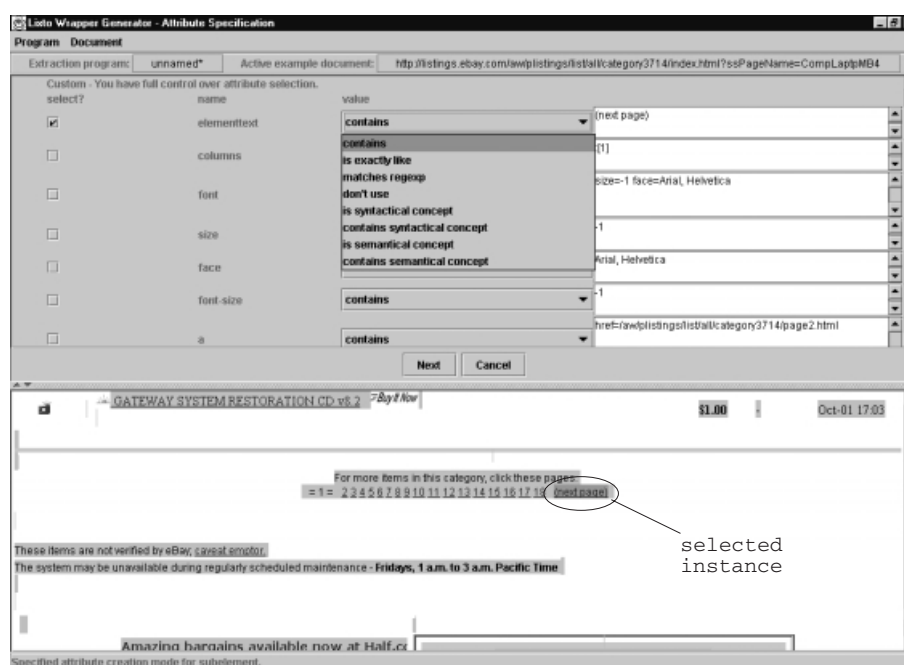 Lixto Wrapper Generator - Attribute Specification
Program Document
Extraction program: unnamed* Active example document: http://listings.ebay.com/aw/plistings/list/all/category3714/index.html?ssPageName=CompLaptpMB4
Custom - You have full control over attribute selection.
select? name value
elementtext contains (next page)
contains
is exactly like
matches regexp
don't use
is syntactical concept
contains syntactical concept
is semantical concept
contains semantical concept
columns [1]
font size=-1 face=Arial, Helvetica
size -1
face Arial, Helvetica
font-size contains -1
a contains href=/aw/plistings/list/all/category3714/page2.html
Next Cancel
GATEWAY SYSTEM RESTORATION CD v8.2 Buy It Now $1.00 - Oct-01 17:03
For more items in this category, click these pages:
= 1 = 2 3 4 5 6 7 8 9 10 11 12 13 14 15 16 17 18 (next page)
selected
instance
These items are not verified by eBay; caveat emptor.
The system may be unavailable during regularly scheduled maintenance - Fridays, 1 a.m. to 3 a.m. Pacific Time
Amazing bargains available now at Half.co
Specified attribute creation mode for subelement.